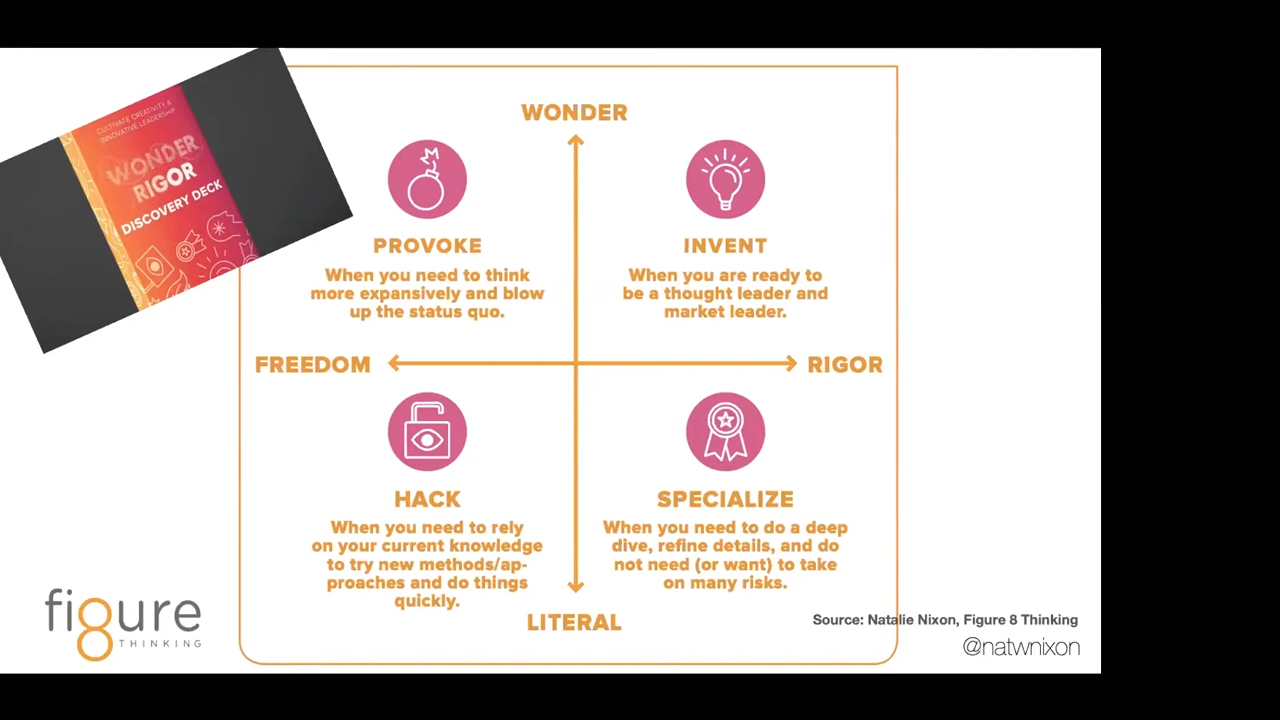 CULTIVATE CREATIVITY &
INNOVATIVE LEADERSHIP
WONDER
RIGOR
DISCOVERY DECK
WONDER
PROVOKE
When you need to think
more expansively and blow
up the status quo.
INVENT
When you are ready to
be a thought leader and
market leader.
FREEDOM
RIGOR
HACK
When you need to rely
on your current knowledge
to try new methods/ap-
proaches and do things
quickly.
SPECIALIZE
When you need to do a deep
dive, refine details, and do
not need (or want) to take
on many risks.
LITERAL
fi8ure
THINKING
Source: Natalie Nixon, Figure 8 Thinking
@natwnixon